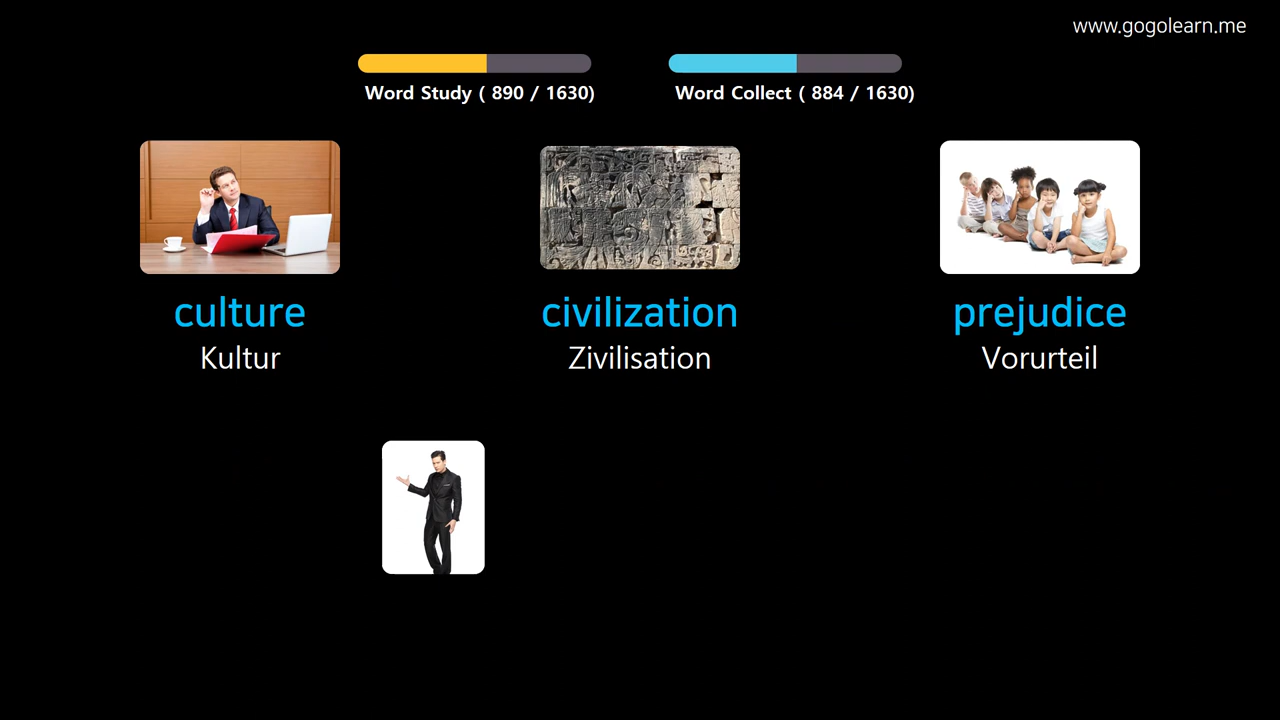 www.gogolearn.me
Word Study ( 890 / 1630)
Word Collect ( 884 / 1630)
culture
Kultur
civilization
Zivilisation
prejudice
Vorurteil